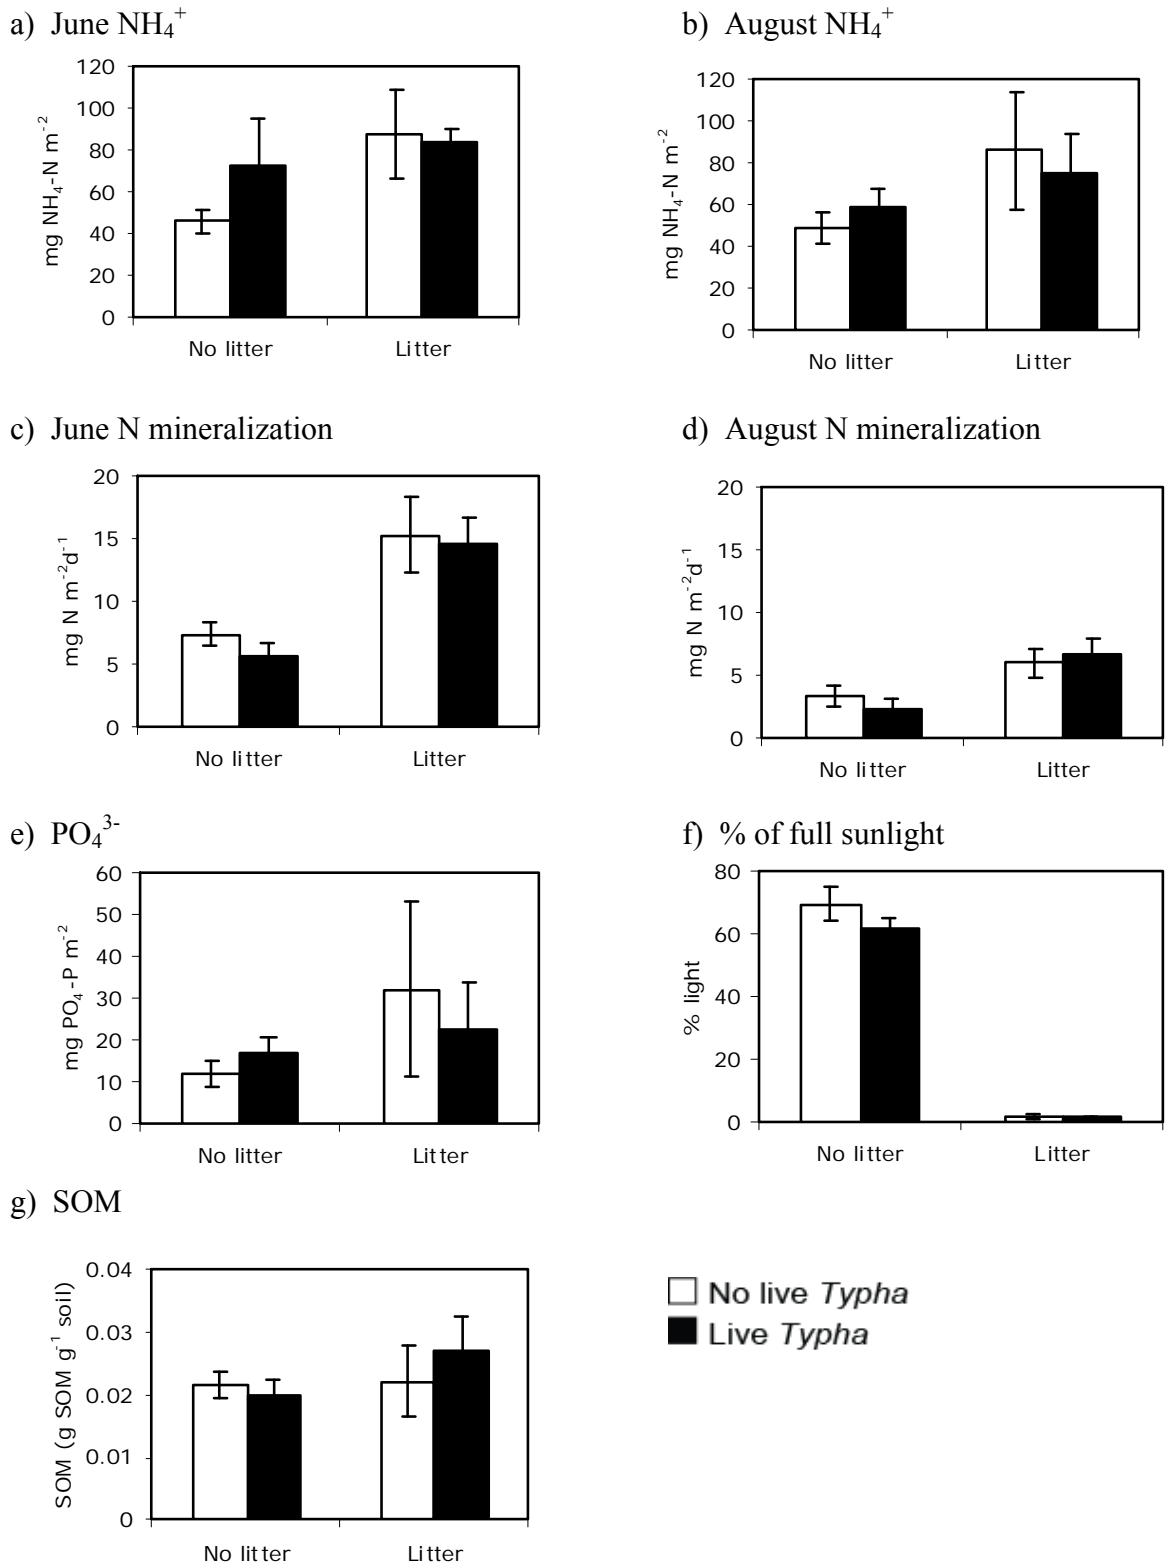 a) June NH₄⁺
120
100
80
60
40
20
0
mg NH₄-N m⁻²
No litter
Litter
b) August NH₄⁺
120
100
80
60
40
20
0
mg NH₄-N m⁻²
No litter
Litter
c) June N mineralization
20
15
10
5
0
mg N m⁻²d⁻¹
No litter
Litter
d) August N mineralization
20
15
10
5
0
mg N m⁻²d⁻¹
No litter
Litter
e) PO₄³⁻
60
50
40
30
20
10
0
mg PO₄-P m⁻²
No litter
Litter
f) % of full sunlight
80
60
40
20
0
% light
No litter
Litter
g) SOM
0.04
0.03
0.02
0.01
0
SOM (g SOM g⁻¹ soil)
No litter
Litter
No live Typha
Live Typha